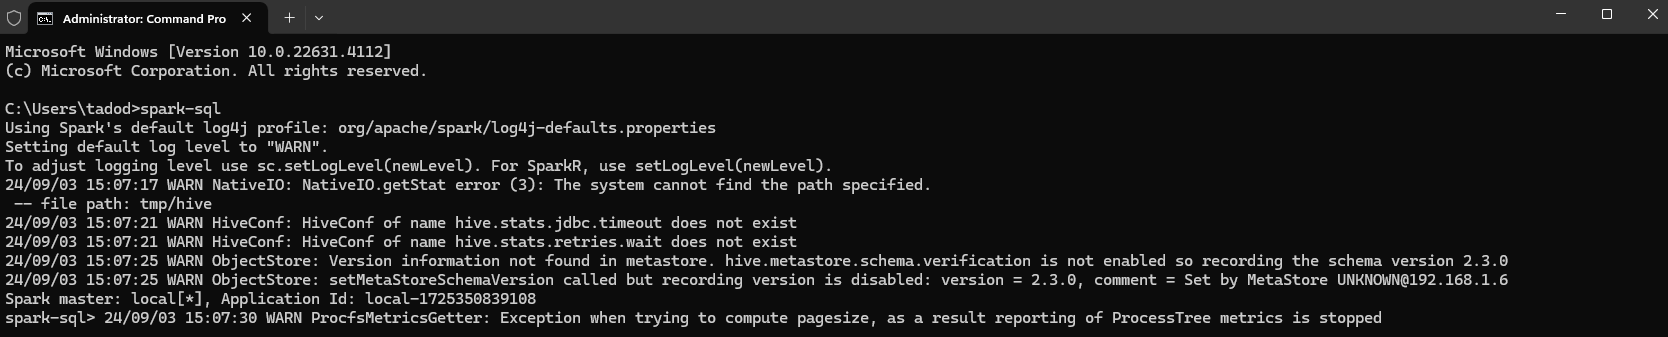 Administrator: Command Pro
Microsoft Windows [Version 10.0.22631.4112]
(c) Microsoft Corporation. All rights reserved.
C:\Users\tadod>spark-sql
Using Spark's default log4j profile: org/apache/spark/log4j-defaults.properties
Setting default log level to "WARN".
To adjust logging level use sc.setLogLevel(newLevel). For SparkR, use setLogLevel(newLevel).
24/09/03 15:07:17 WARN NativeIO: NativeIO.getStat error (3): The system cannot find the path specified.
 -- file path: tmp/hive
24/09/03 15:07:21 WARN HiveConf: HiveConf of name hive.stats.jdbc.timeout does not exist
24/09/03 15:07:21 WARN HiveConf: HiveConf of name hive.stats.retries.wait does not exist
24/09/03 15:07:25 WARN ObjectStore: Version information not found in metastore. hive.metastore.schema.verification is not enabled so recording the schema version 2.3.0
24/09/03 15:07:25 WARN ObjectStore: setMetaStoreSchemaVersion called but recording version is disabled: version = 2.3.0, comment = Set by MetaStore UNKNOWN@192.168.1.6
Spark master: local[*], Application Id: local-1725350839108
spark-sql> 24/09/03 15:07:30 WARN ProcfsMetricsGetter: Exception when trying to compute pagesize, as a result reporting of ProcessTree metrics is stopped